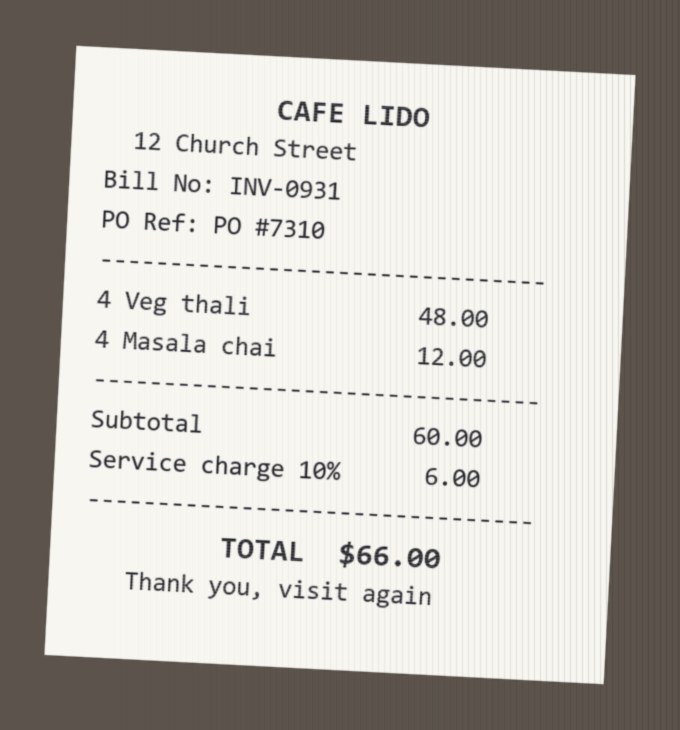 CAFE LIDO
12 Church Street
Bill No: INV-0931
PO Ref: PO #7310
--------------------------------
4 Veg thali 48.00
4 Masala chai 12.00
--------------------------------
Subtotal 60.00
Service charge 10% 6.00
--------------------------------
TOTAL $66.00
Thank you, visit again